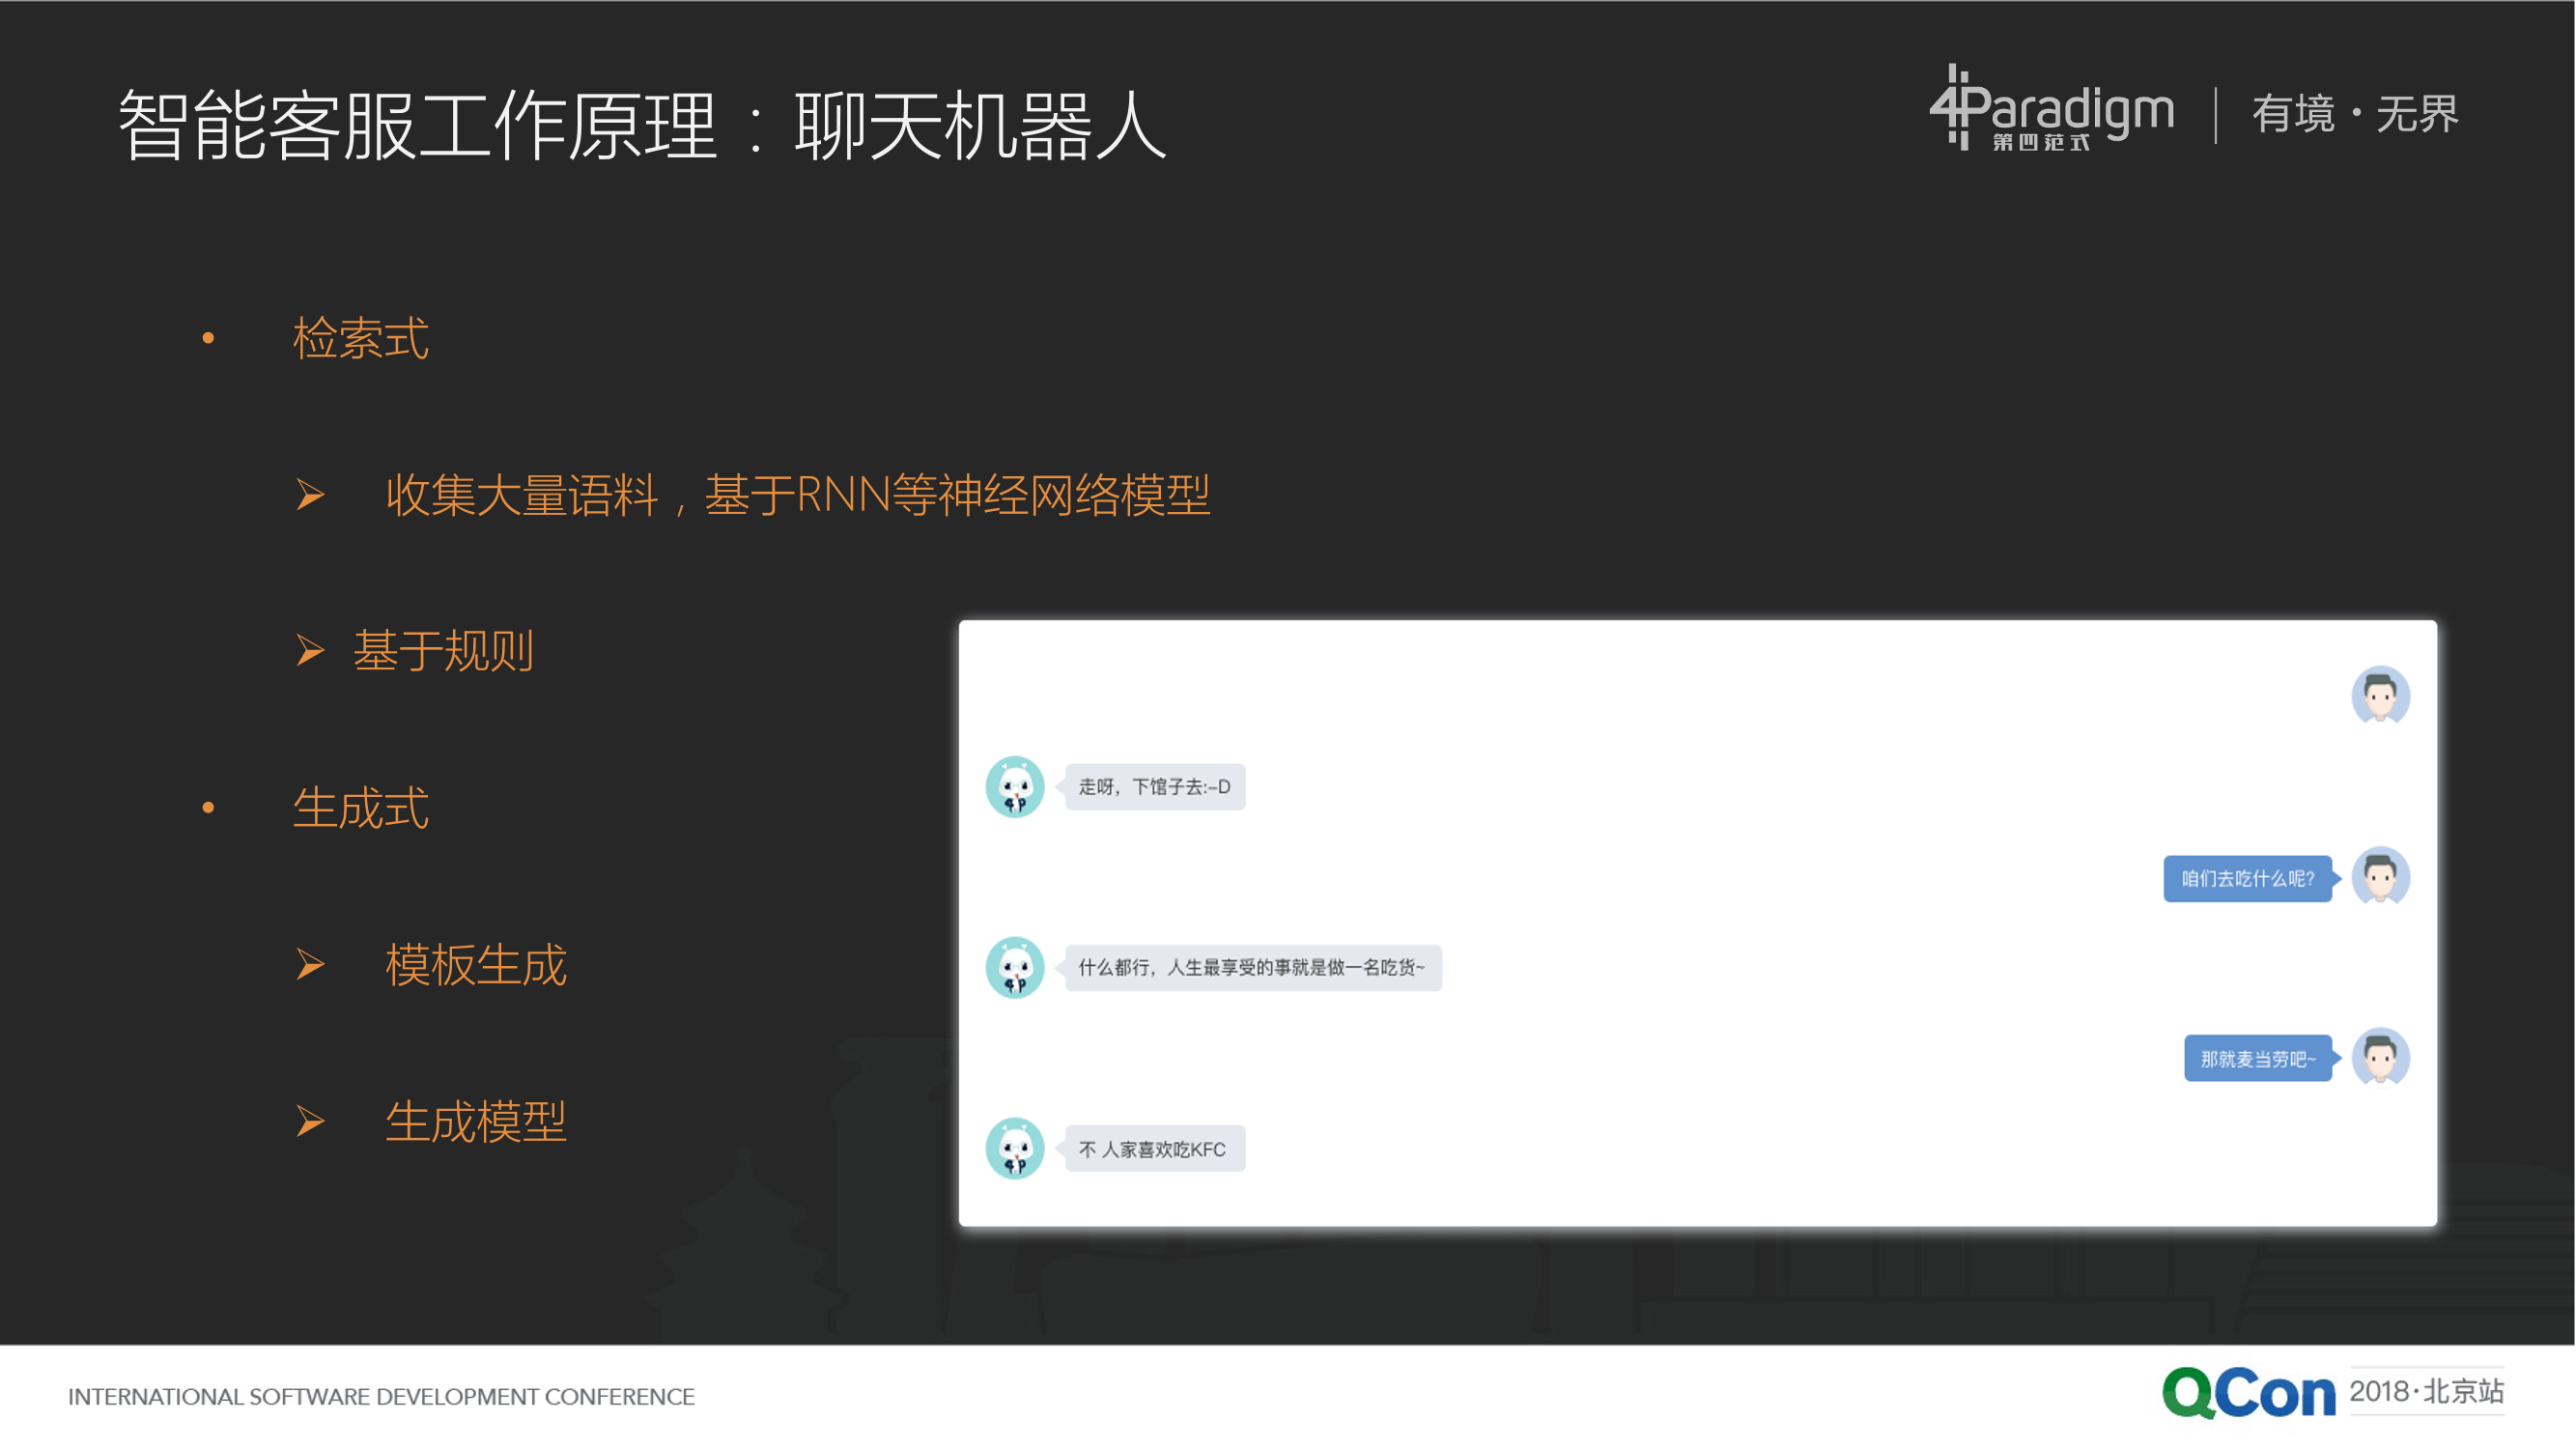 智能客服工作原理：聊天机器人
4Paradigm
第四范式
有境·无界
• 检索式
➢ 收集大量语料，基于RNN等神经网络模型
➢ 基于规则
• 生成式
➢ 模板生成
➢ 生成模型
走呀，下馆子去:-D
咱们去吃什么呢?
什么都行，人生最享受的事就是做一名吃货~
那就麦当劳吧~
不 人家喜欢吃KFC
INTERNATIONAL SOFTWARE DEVELOPMENT CONFERENCE
QCon 2018·北京站